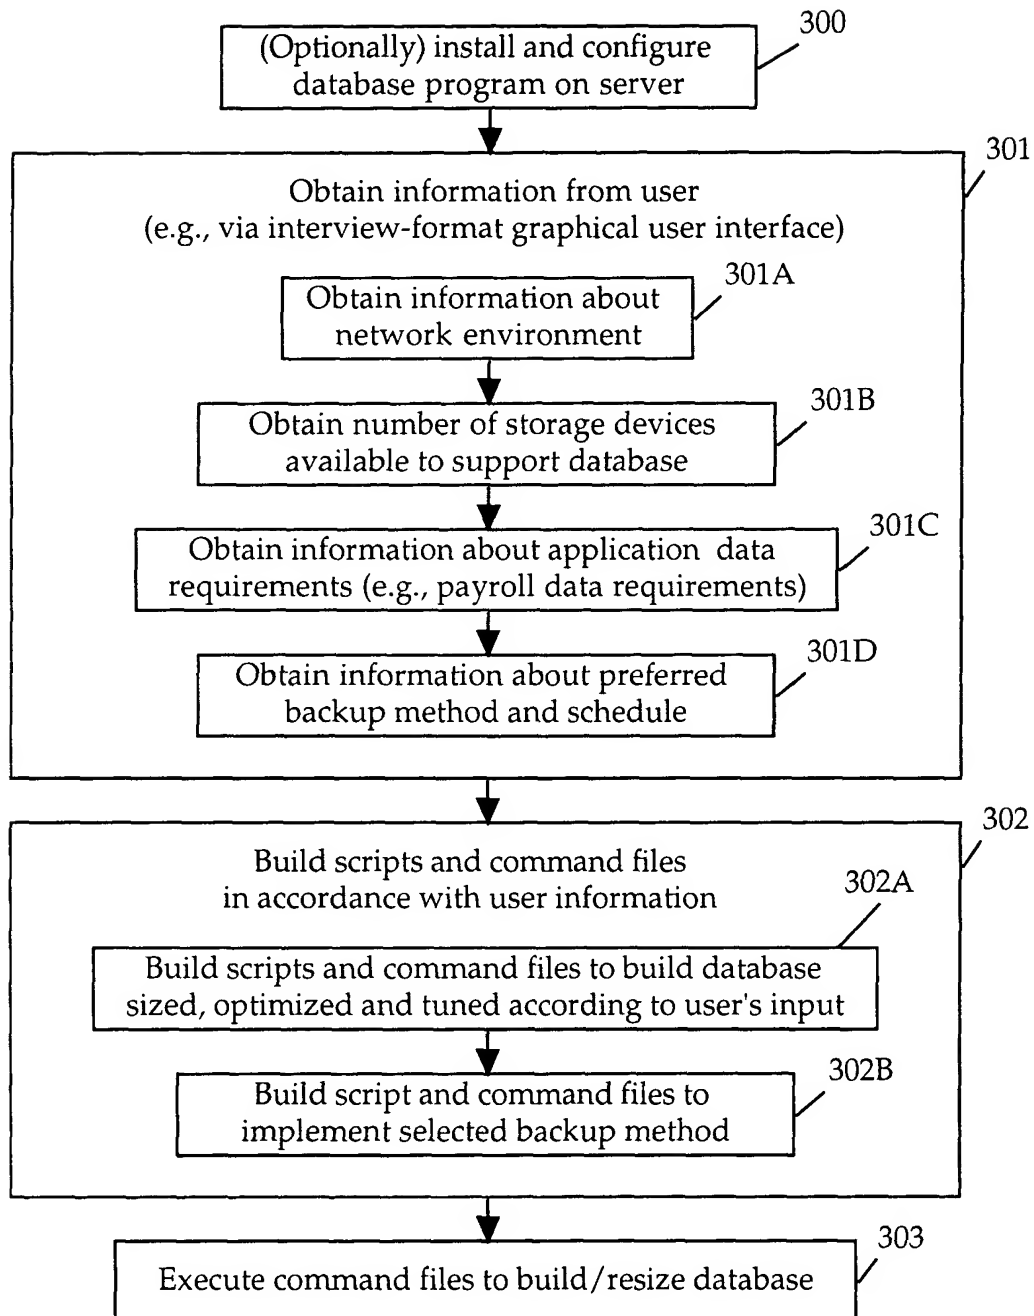 300
(Optionally) install and configure
database program on server
301
Obtain information from user
(e.g., via interview-format graphical user interface)
301A
Obtain information about
network environment
301B
Obtain number of storage devices
available to support database
301C
Obtain information about application data
requirements (e.g., payroll data requirements)
301D
Obtain information about preferred
backup method and schedule
302
Build scripts and command files
in accordance with user information
302A
Build scripts and command files to build database
sized, optimized and tuned according to user's input
302B
Build script and command files to
implement selected backup method
303
Execute command files to build/resize database